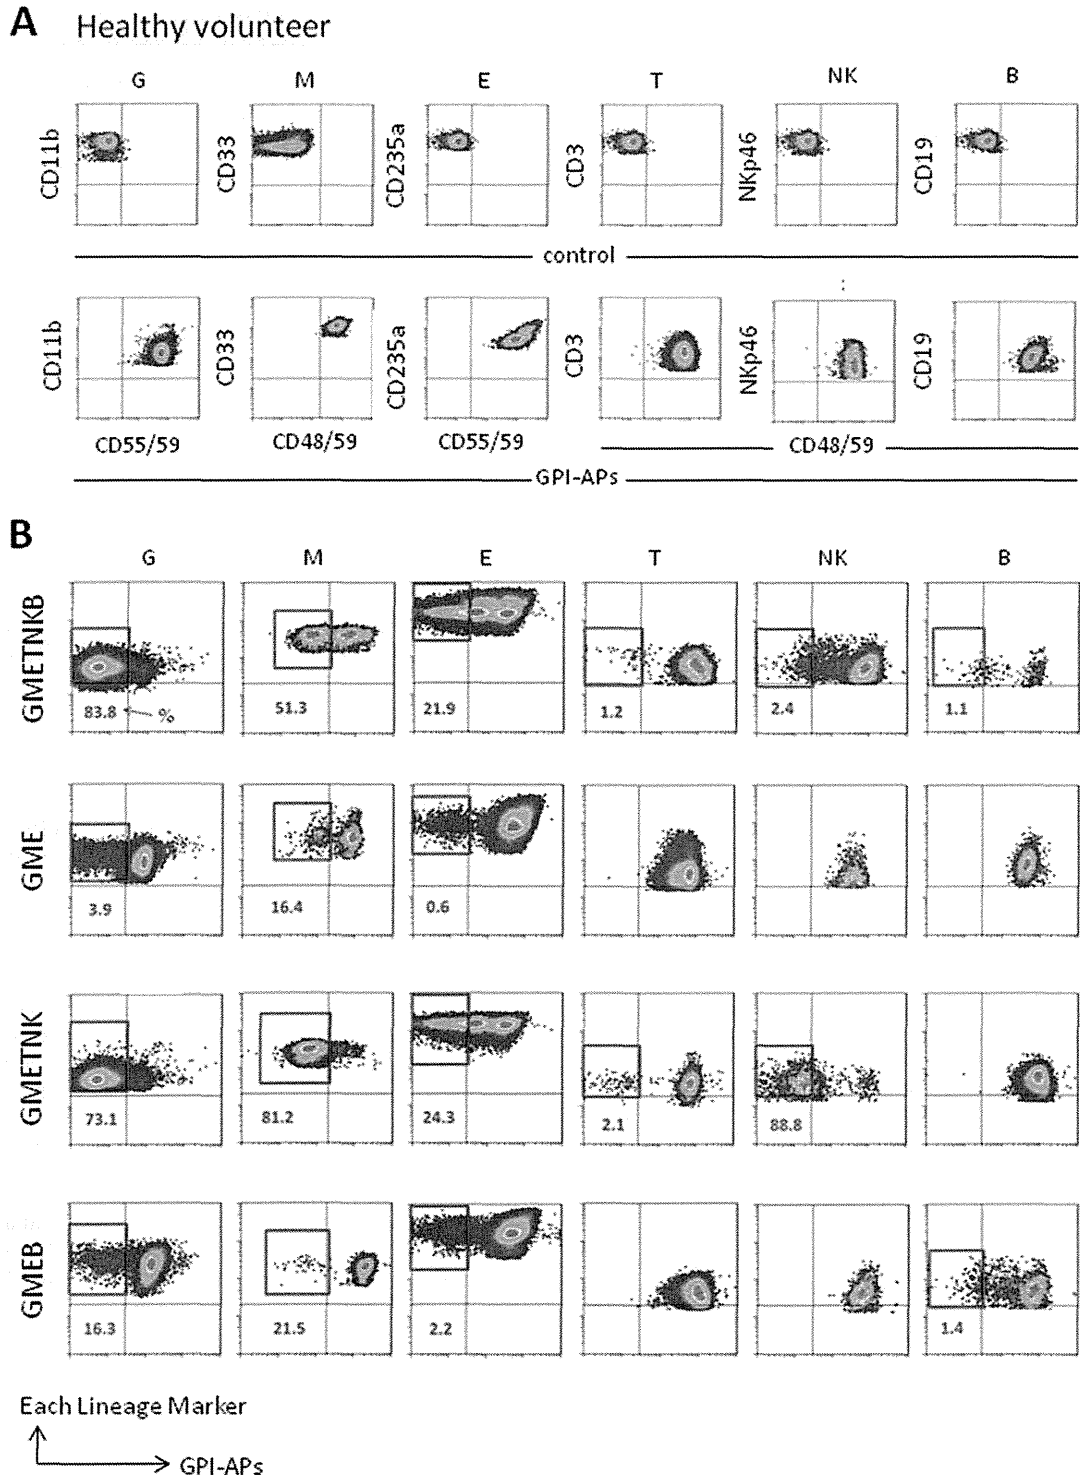 A Healthy volunteer
G M E T NK B
CD11b CD33 CD235a CD3 NKp46 CD19
control
CD11b CD33 CD235a CD3 NKp46 CD19
CD55/59 CD48/59 CD55/59 CD48/59
GPI-APs
B
G M E T NK B
GMETNKB
83.8 % 51.3 21.9 1.2 2.4 1.1
GME
3.9 16.4 0.6
GMETNK
73.1 81.2 24.3 2.1 88.8
GMEB
16.3 21.5 2.2 1.4
Each Lineage Marker
GPI-APs